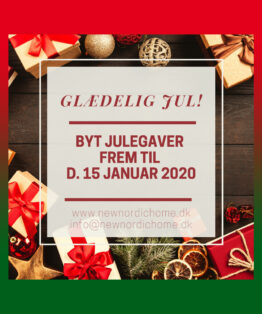 GLÆDELIG JUL!
BYT JULEGAVER
FREM TIL
D. 15 JANUAR 2020
www.newnordichome.dk
info@newnordichome.dk